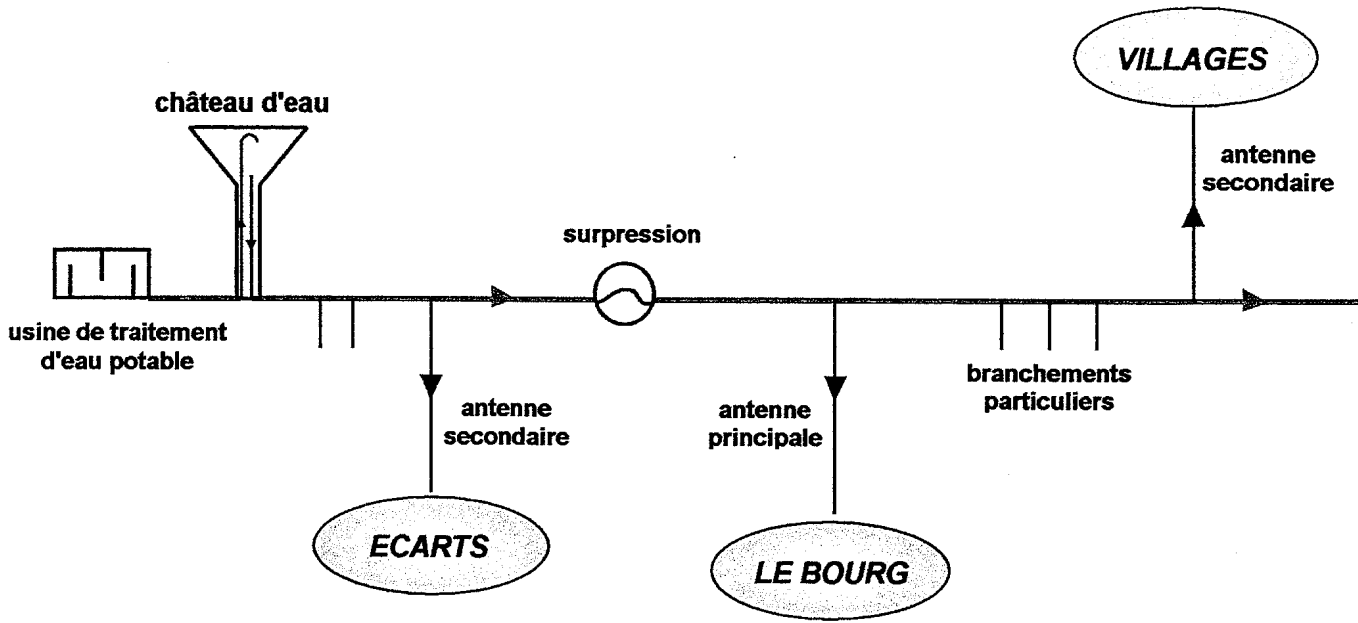 VILLAGES
château d'eau
antenne
secondaire
surpression
usine de traitement
d'eau potable
branchements
particuliers
antenne
secondaire
antenne
principale
ECARTS
LE BOURG